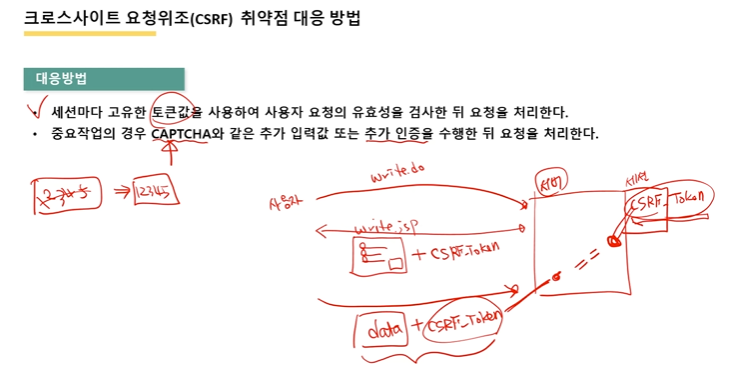 크로스사이트 요청위조(CSRF) 취약점 대응 방법
대응방법
• 세션마다 고유한 토큰값을 사용하여 사용자 요청의 유효성을 검사한 뒤 요청을 처리한다.
• 중요작업의 경우 CAPTCHA와 같은 추가 입력값 또는 추가 인증을 수행한 뒤 요청을 처리한다.
12345 ⇒ 12345
사용자
write.do
서버
세션
CSRF_Token
write.jsp
+ CSRF_Token
data + CSRF_Token